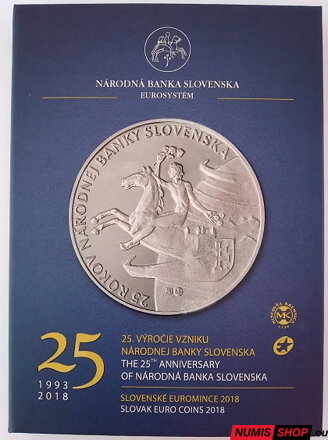 NÁRODNÁ BANKA SLOVENSKA
EUROSYSTÉM
25 ROKOV NÁRODNEJ BANKY SLOVENSKA
25
1993
2018
25. VÝROČIE VZNIKU
NÁRODNEJ BANKY SLOVENSKA
THE 25TH ANNIVERSARY
OF NÁRODNÁ BANKA SLOVENSKA
SLOVENSKÉ EUROMINCE 2018
SLOVAK EURO COINS 2018
MK
NUMIS SHOP.eu